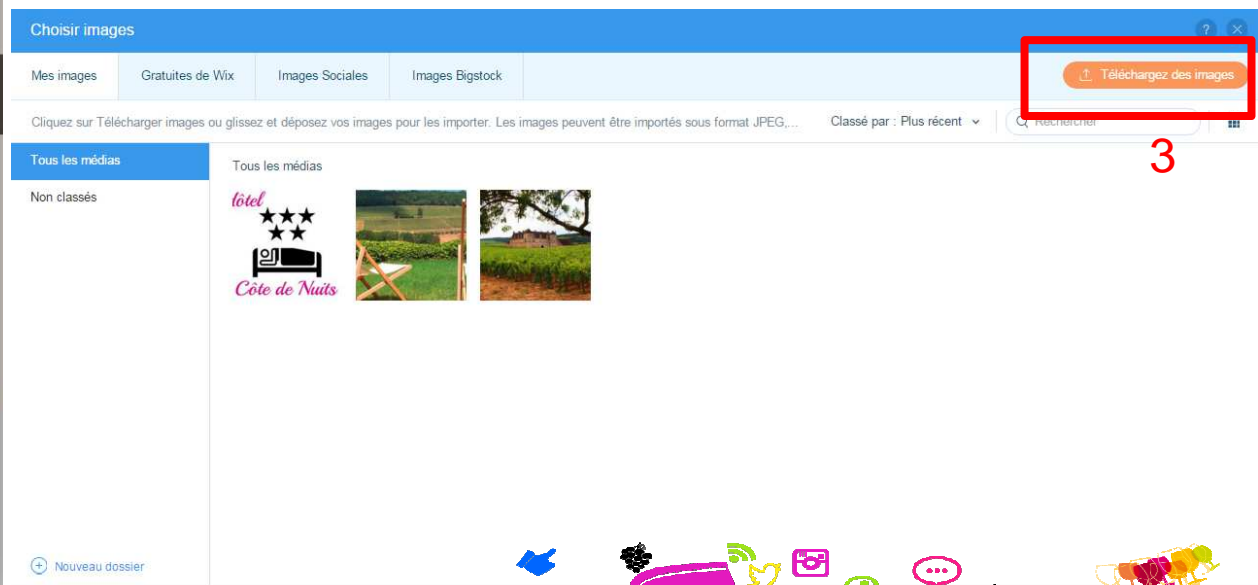 Choisir images
?
Mes images
Gratuites de Wix
Images Sociales
Images Bigstock
Téléchargez des images
Cliquez sur Télécharger images ou glissez et déposez vos images pour les importer. Les images peuvent être importés sous format JPEG,...
Classé par : Plus récent
Rechercher
3
Tous les médias
Non classés
Tous les médias
lôtel
Côte de Nuits
Nouveau dossier